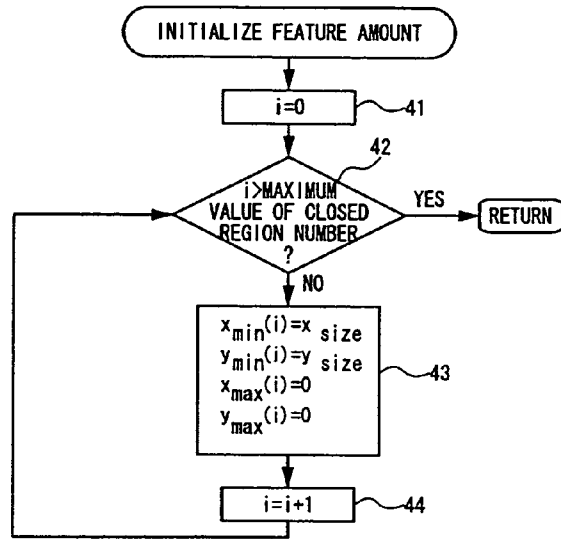 INITIALIZE FEATURE AMOUNT
i=0
41
42
i>MAXIMUM
VALUE OF CLOSED
REGION NUMBER
?
YES
RETURN
NO
xmin(i)=x size
ymin(i)=y size
xmax(i)=0
ymax(i)=0
43
i=i+1
44